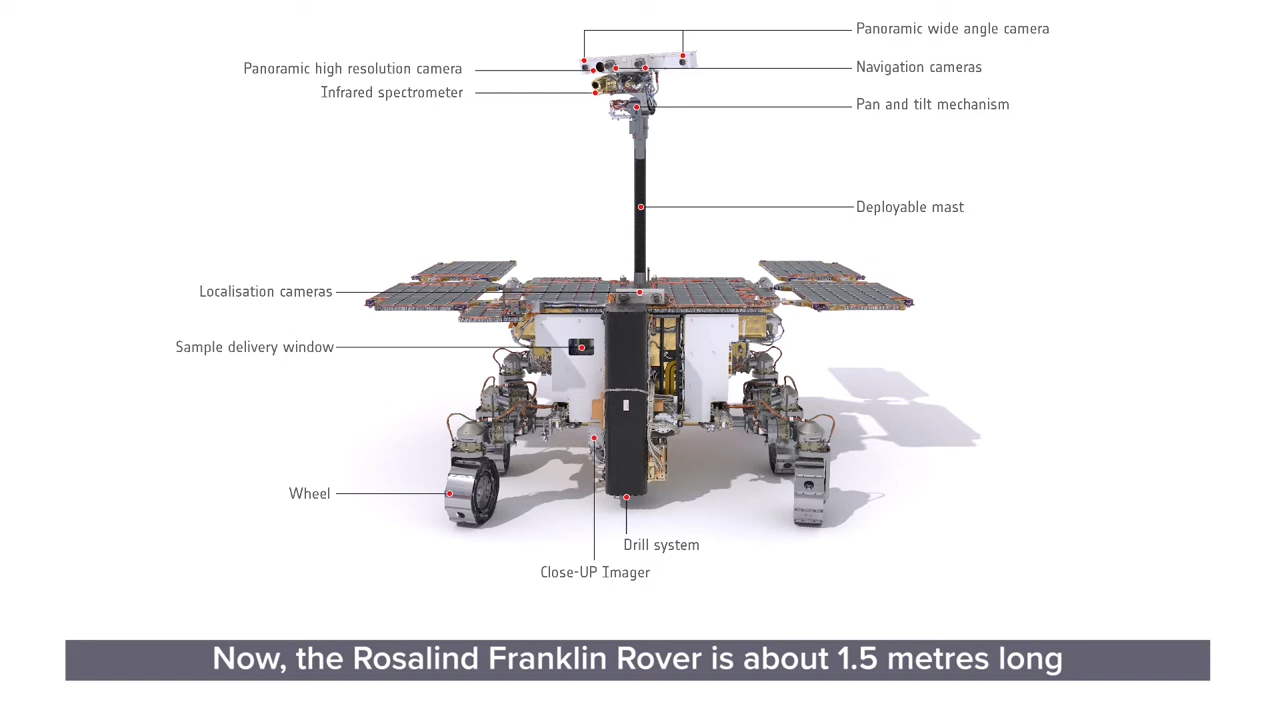 Panoramic wide angle camera
Panoramic high resolution camera
Navigation cameras
Infrared spectrometer
Pan and tilt mechanism
Deployable mast
Localisation cameras
Sample delivery window
Wheel
Drill system
Close-UP Imager
Now, the Rosalind Franklin Rover is about 1.5 metres long